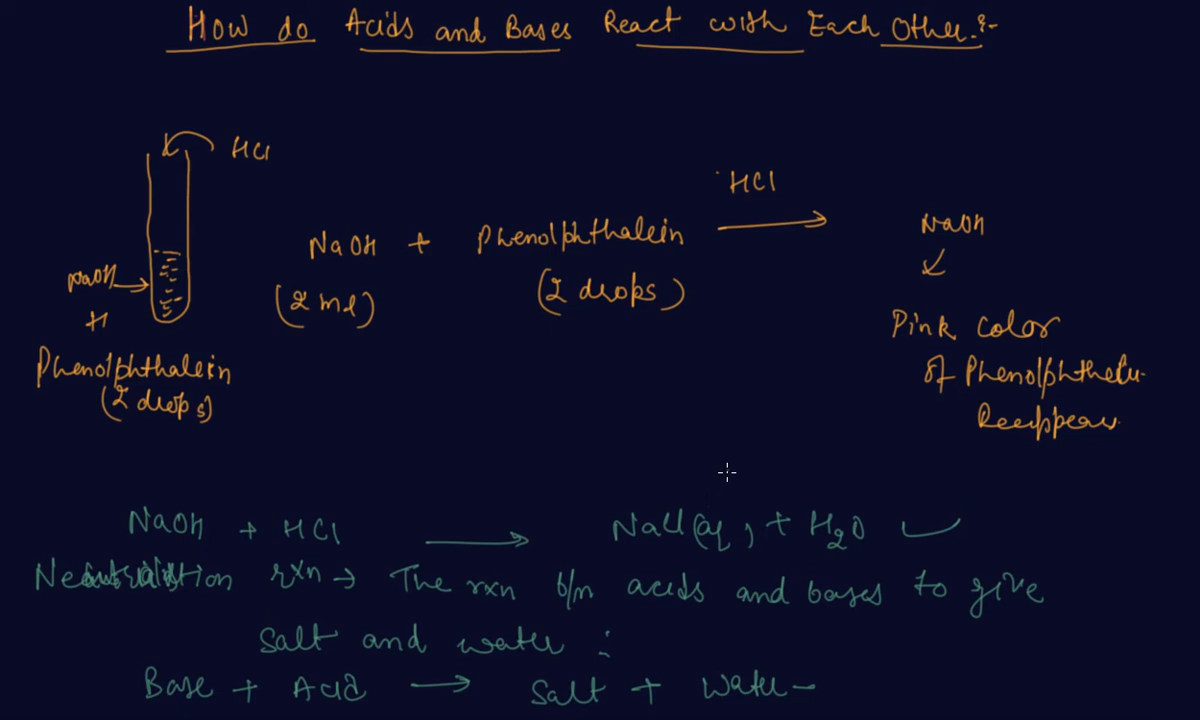 How do Acids and Bases React with Each Other?-
HCl
NaOH
+
Phenolphthalein
(2 drops)
NaOH + Phenolphthalein
(2 ml) (2 drops)
HCl
NaOH
Pink color
of
Reappear
NaOH + HCl → NaCl (aq) + H2O
rxn → The rxn b/n acids and bases to give
Salt and water :
Base + Acid → Salt + Water -